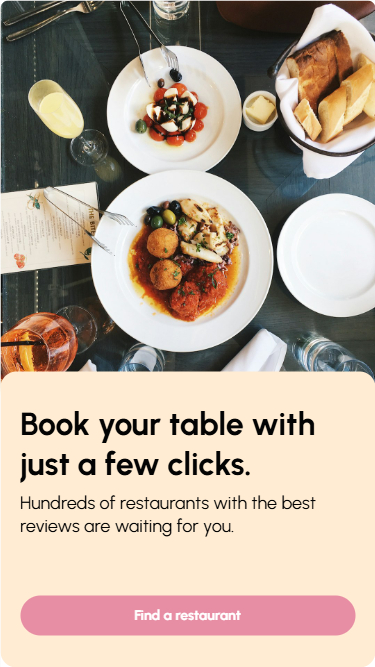 Book your table with
just a few clicks.
Hundreds of restaurants with the best
reviews are waiting for you.
Find a restaurant